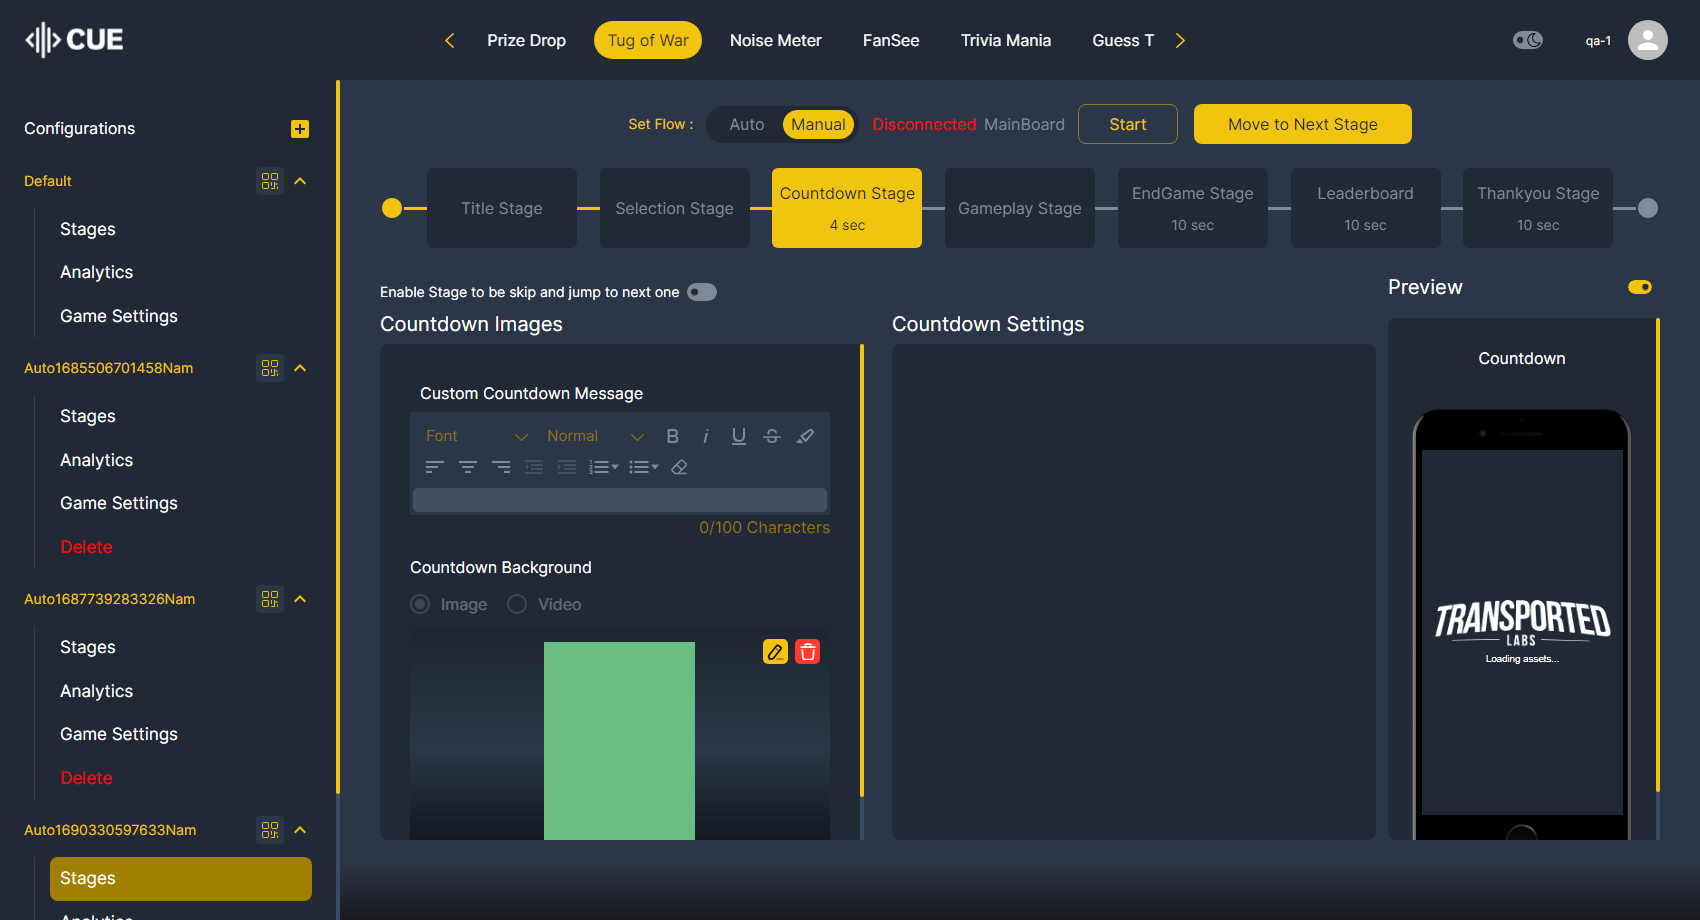 CUE
Prize Drop
Tug of War
Noise Meter
FanSee
Trivia Mania
Guess T
qa-1
Configurations
Default
Stages
Analytics
Game Settings
Auto1685506701458Nam
Stages
Analytics
Game Settings
Delete
Auto1687739283326Nam
Stages
Analytics
Game Settings
Delete
Auto1690330597633Nam
Stages
Analytics
Set Flow :
Auto
Manual
Disconnected MainBoard
Start
Move to Next Stage
Title Stage
Selection Stage
Countdown Stage
4 sec
Gameplay Stage
EndGame Stage
10 sec
Leaderboard
10 sec
Thankyou Stage
10 sec
Enable Stage to be skip and jump to next one
Countdown Images
Custom Countdown Message
Font
Normal
B
i
U
S
0/100 Characters
Countdown Background
Image
Video
Countdown Settings
Preview
Countdown
TRANSPORTED
LABS
Loading assets...